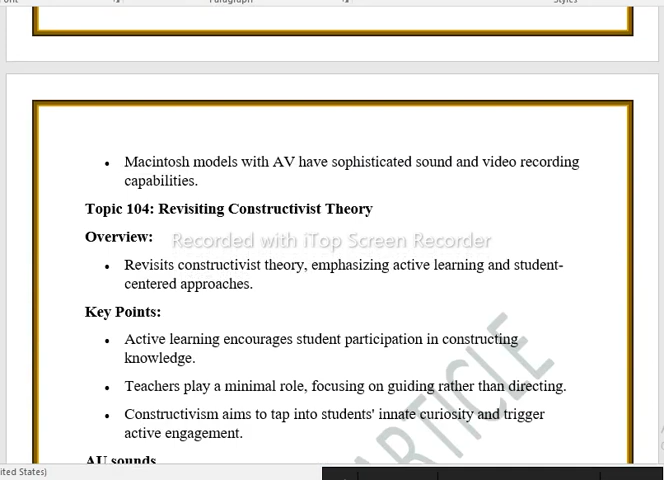 Paragraph
Styles
• Macintosh models with AV have sophisticated sound and video recording
capabilities.
Topic 104: Revisiting Constructivist Theory
Overview:
Recorded with iTop Screen Recorder
• Revisits constructivist theory, emphasizing active learning and student-
centered approaches.
Key Points:
• Active learning encourages student participation in constructing
knowledge.
• Teachers play a minimal role, focusing on guiding rather than directing.
• Constructivism aims to tap into students' innate curiosity and trigger
active engagement.
AU sounds
ARTICLE
ited States)